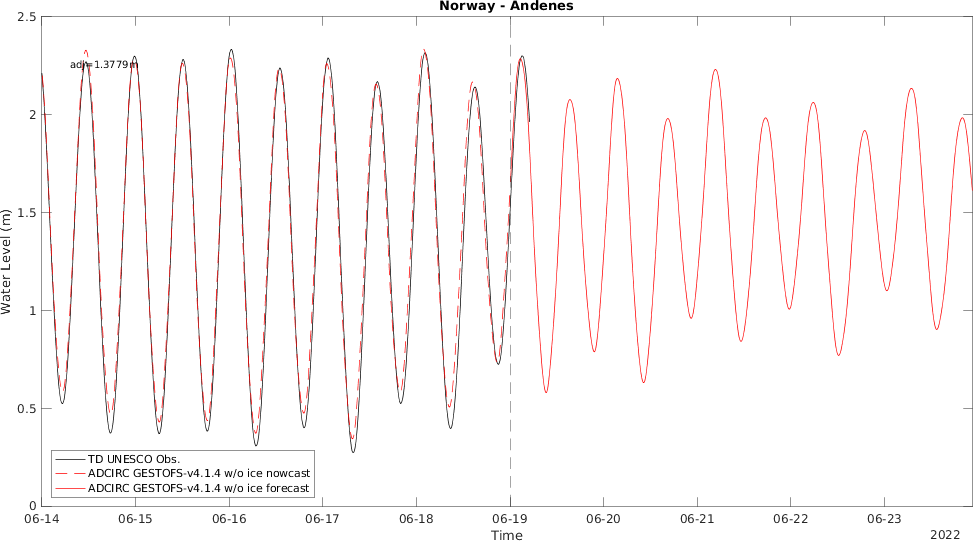 Norway - Andenes
2.5
adj=1.3779m
2
1.5
Water Level (m)
1
0.5
TD UNESCO Obs.
ADCIRC GESTOFS-v4.1.4 w/o ice nowcast
ADCIRC GESTOFS-v4.1.4 w/o ice forecast
0
06-14 06-15 06-16 06-17 06-18 06-19 06-20 06-21 06-22 06-23
Time
2022